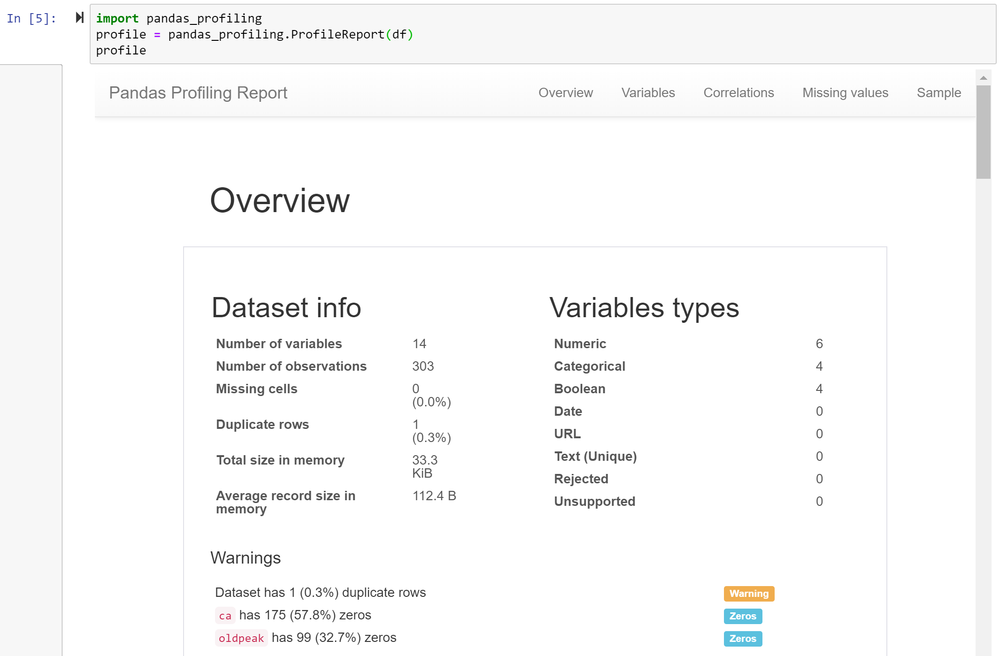 In [5]:
import pandas_profiling
profile = pandas_profiling.ProfileReport(df)
profile
Pandas Profiling Report Overview Variables Correlations Missing values Sample
Overview
Dataset info
Number of variables 14
Number of observations 303
Missing cells 0
(0.0%)
Duplicate rows 1
(0.3%)
Total size in memory 33.3
KiB
Average record size in 112.4 B
memory
Variables types
Numeric 6
Categorical 4
Boolean 4
Date 0
URL 0
Text (Unique) 0
Rejected 0
Unsupported 0
Warnings
Dataset has 1 (0.3%) duplicate rows Warning
ca has 175 (57.8%) zeros Zeros
oldpeak has 99 (32.7%) zeros Zeros